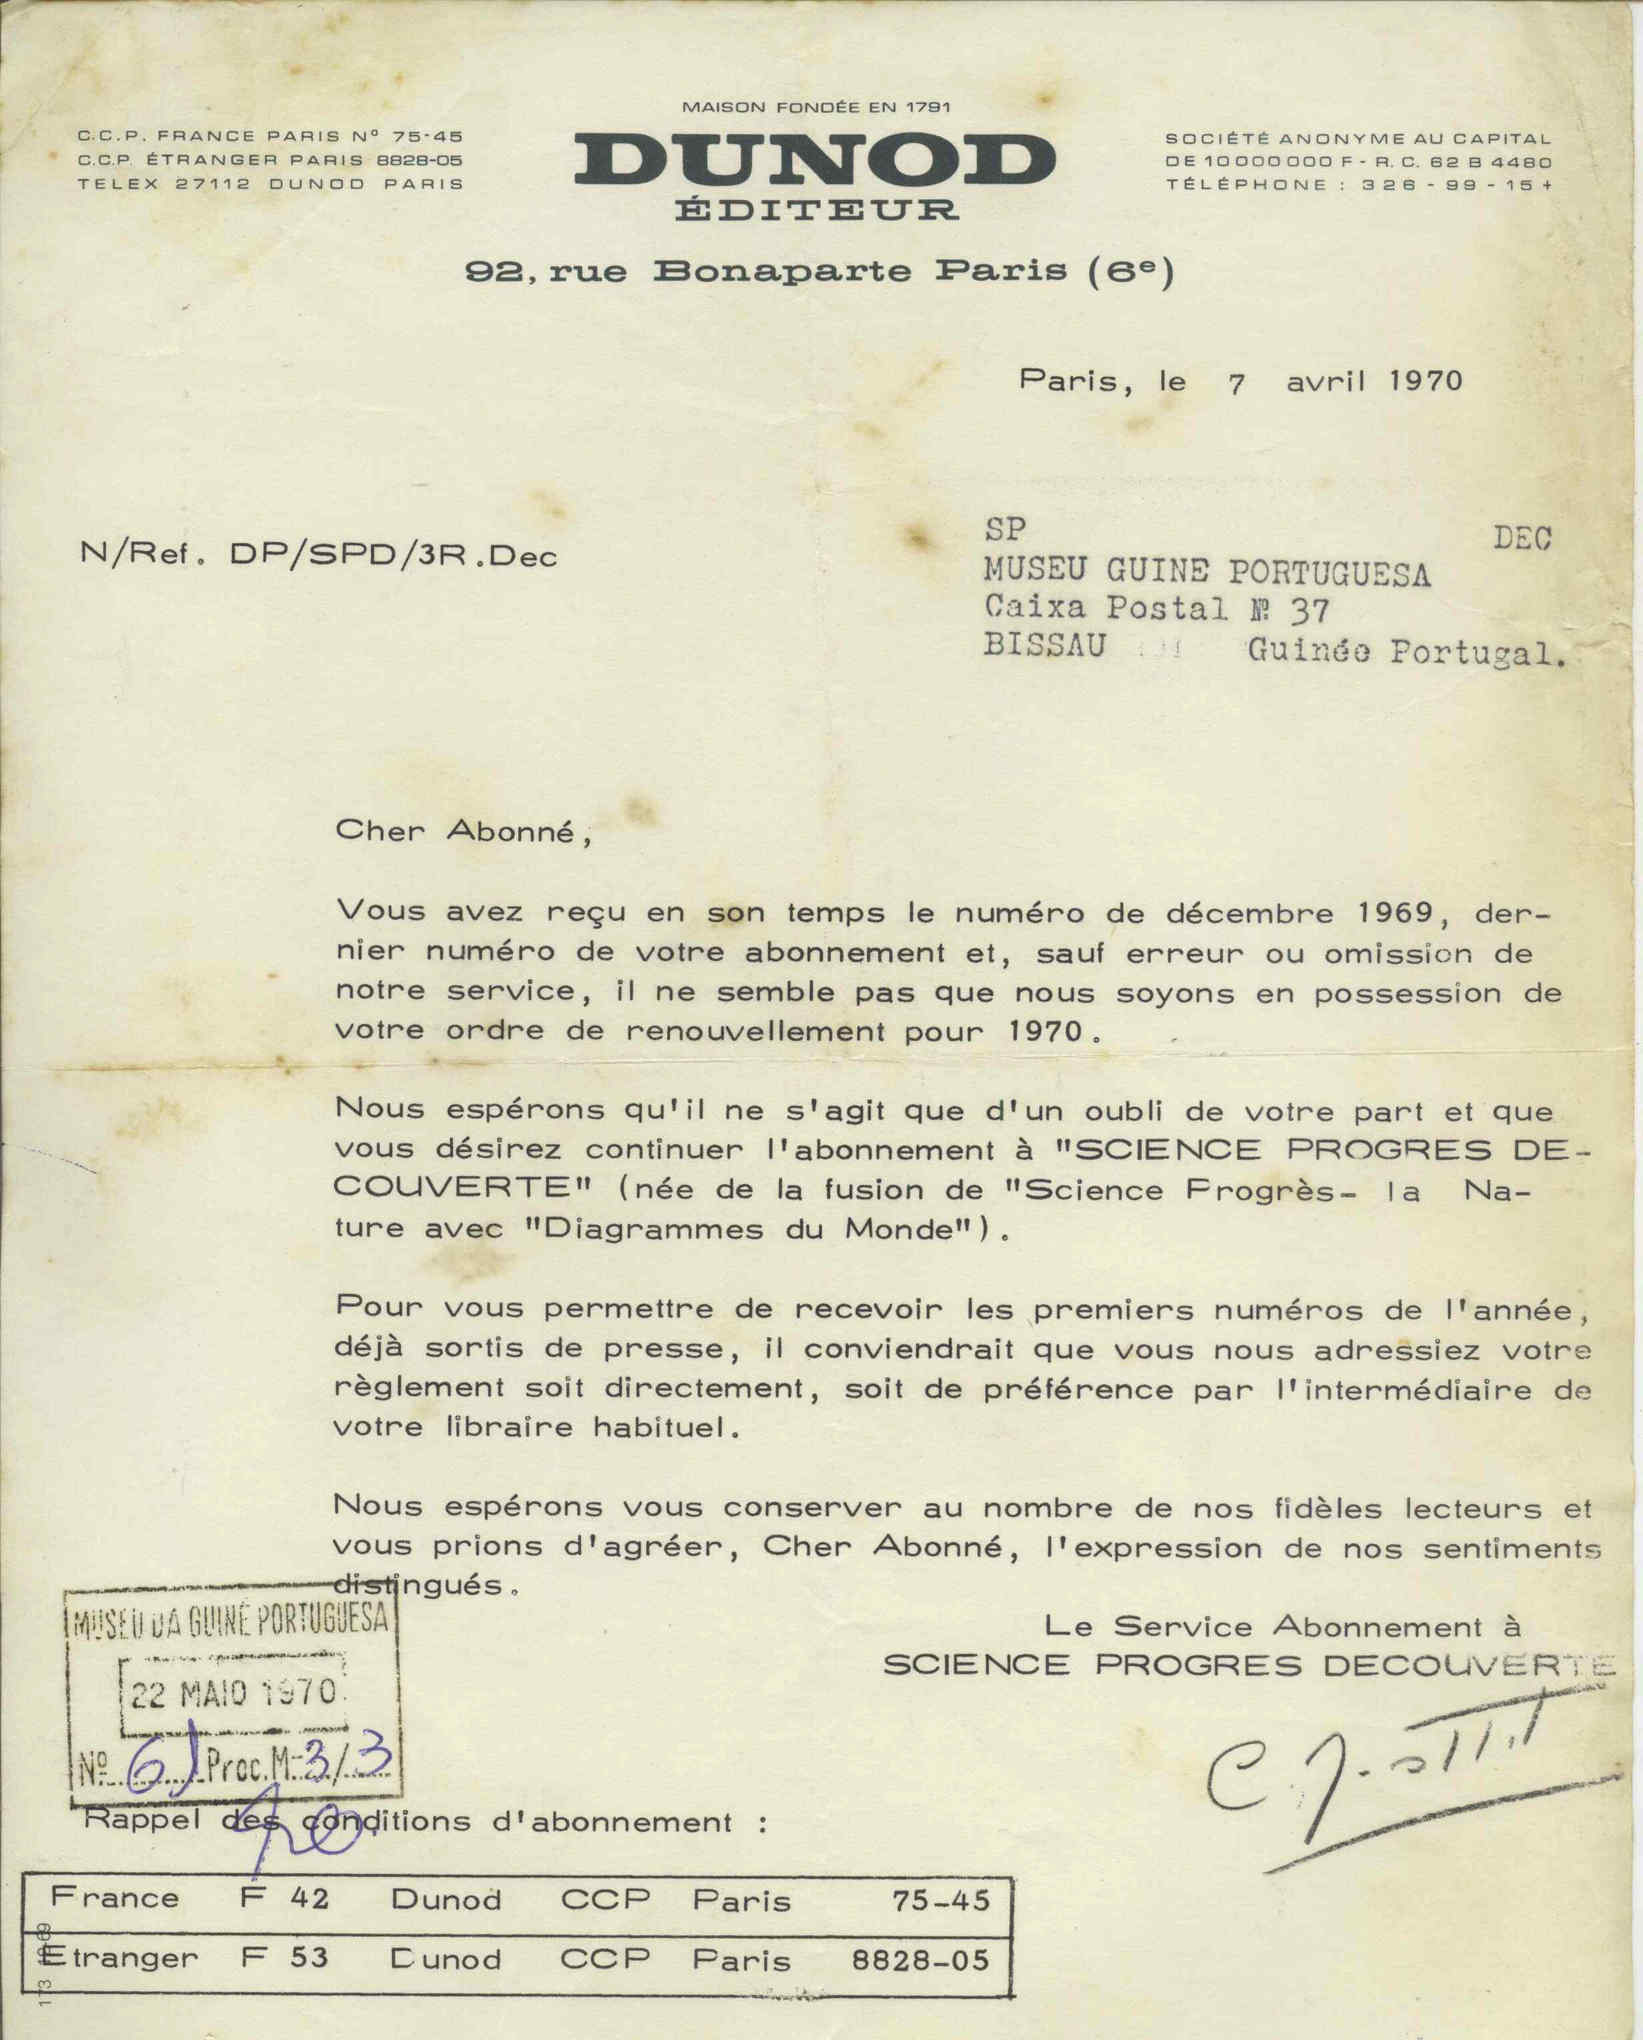 MAISON FONDÉE EN 1791
C.C.P. FRANCE PARIS Nº 75-45
C.C.P. ÉTRANGER PARIS 8828-05
TELEX 27112 DUNOD PARIS
DUNOD
ÉDITEUR
SOCIÉTÉ ANONYME AU CAPITAL
DE 10000000 F - R.C. 62 B 4480
TÉLÉPHONE : 326 - 99 - 15 +
92, rue Bonaparte Paris (6e)
Paris, le 7 avril 1970
N/Ref. DP/SPD/3R.Dec
SP DEC
MUSEU GUINE PORTUGUESA
Caixa Postal Nº 37
BISSAU Guinée Portugal.
Cher Abonné,
Vous avez reçu en son temps le numéro de décembre 1969, der-
nier numéro de votre abonnement et, sauf erreur ou omission de
notre service, il ne semble pas que nous soyons en possession de
votre ordre de renouvellement pour 1970.
Nous espérons qu'il ne s'agit que d'un oubli de votre part et que
vous désirez continuer l'abonnement à "SCIENCE PROGRES DE-
COUVERTE" (née de la fusion de "Science Progrès- la Na-
ture avec "Diagrammes du Monde").
Pour vous permettre de recevoir les premiers numéros de l'année,
déjà sortis de presse, il conviendrait que vous nous adressiez votre
règlement soit directement, soit de préférence par l'intermédiaire de
votre libraire habituel.
Nous espérons vous conserver au nombre de nos fidèles lecteurs et
vous prions d'agréer, Cher Abonné, l'expression de nos sentiments
distingués.
Le Service Abonnement à
SCIENCE PROGRES DECOUVERTE
MUSEU DA GUINÉ PORTUGUESA
22 MAIO 1970
Nº Proc. M-3/3
Rappel des conditions d'abonnement :
France F 42 Dunod CCP Paris 75-45
Etranger F 53 Dunod CCP Paris 8828-05